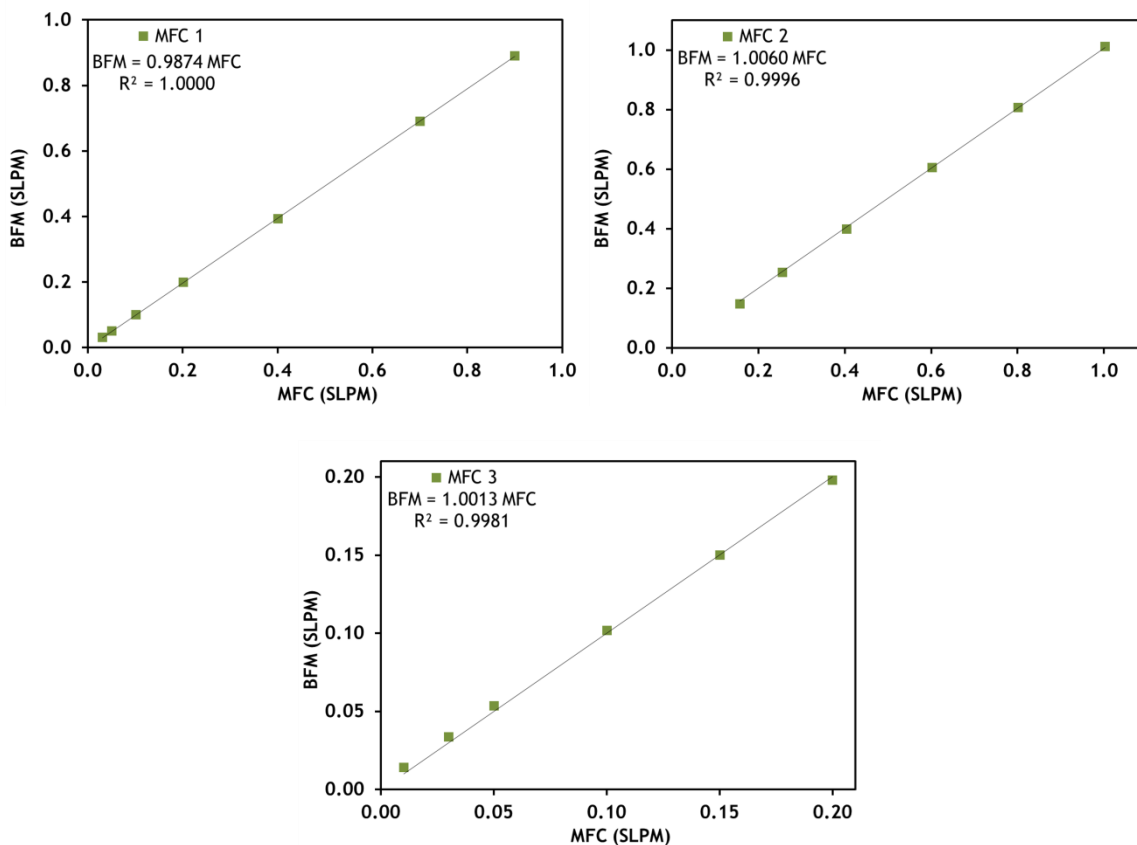 MFC 1
BFM = 0.9874 MFC
R² = 1.0000
1.0
0.8
0.6
0.4
0.2
0.0
BFM (SLPM)
0.0 0.2 0.4 0.6 0.8 1.0
MFC (SLPM)
MFC 2
BFM = 1.0060 MFC
R² = 0.9996
1.0
0.8
0.6
0.4
0.2
0.0
BFM (SLPM)
0.0 0.2 0.4 0.6 0.8 1.0
MFC (SLPM)
MFC 3
BFM = 1.0013 MFC
R² = 0.9981
0.20
0.15
0.10
0.05
0.00
BFM (SLPM)
0.00 0.05 0.10 0.15 0.20
MFC (SLPM)